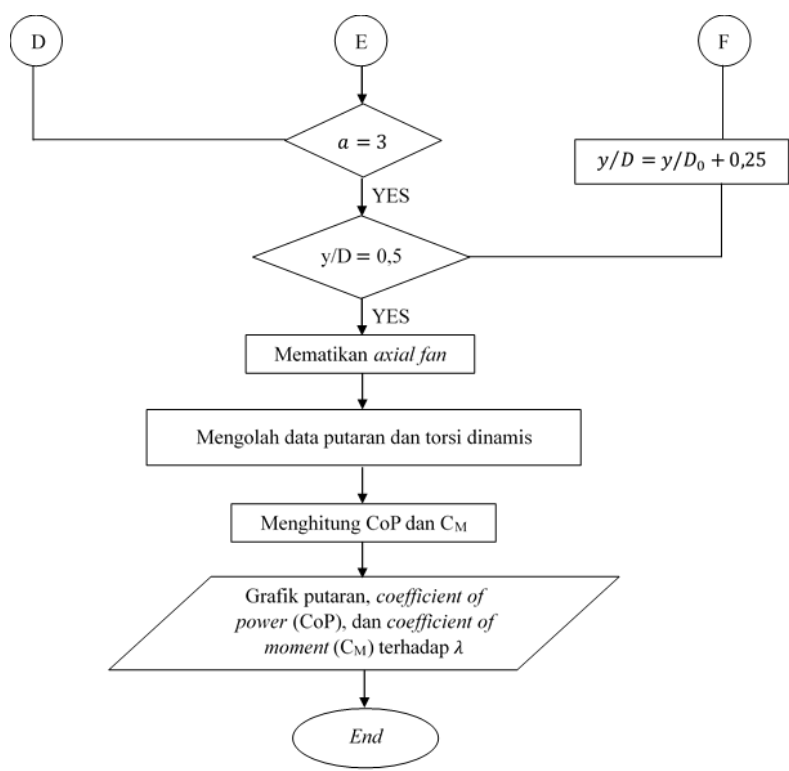 D
E
F
a = 3
y/D = y/D₀ + 0,25
YES
y/D = 0,5
YES
Mematikan axial fan
Mengolah data putaran dan torsi dinamis
Menghitung CoP dan C_M
Grafik putaran, coefficient of
power (CoP), dan coefficient of
moment (C_M) terhadap λ
End